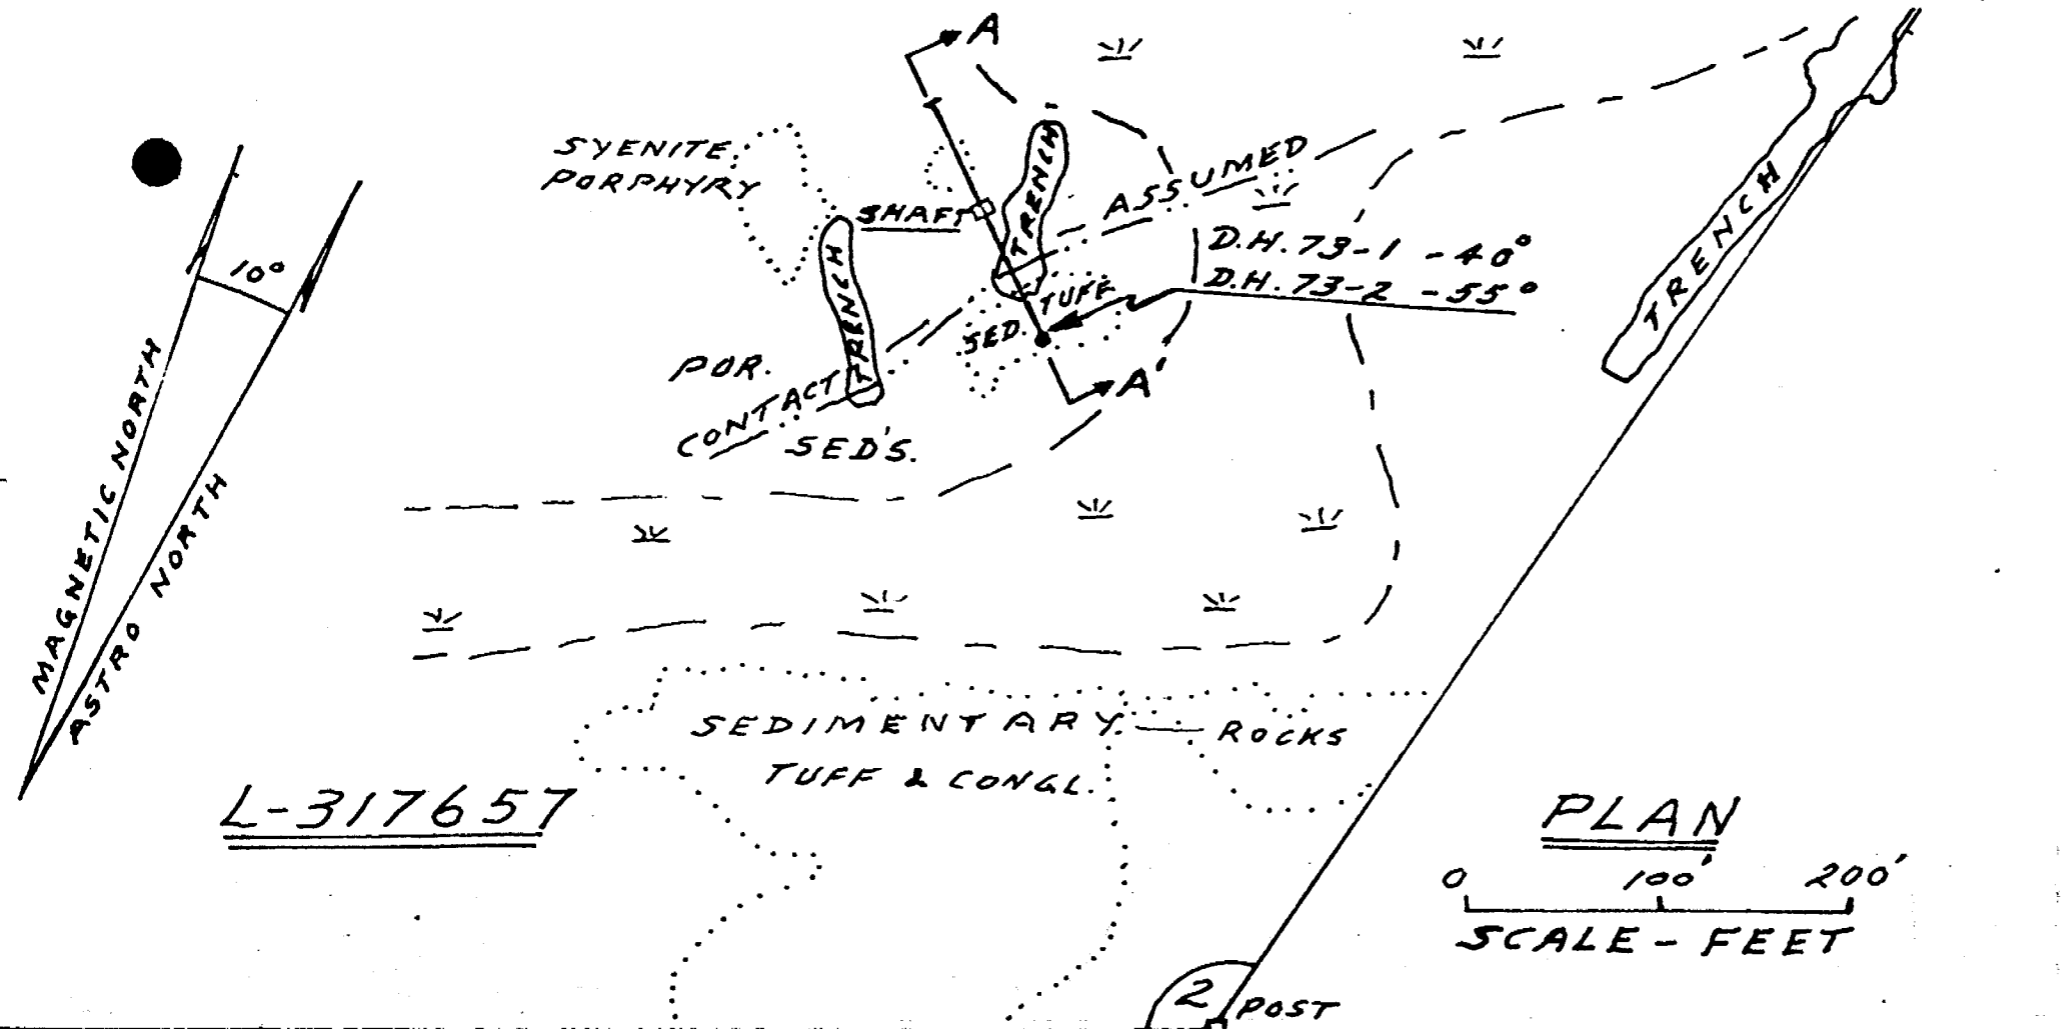 A
SYENITE
PORPHYRY
TRENCH
ASSUMED
SHAFT
10°
D.H. 73-1 -40°
D.H. 73-2 -55°
TRENCH
TRENCH
SED. TUFF
MAGNETIC NORTH
ASTRO NORTH
POR.
A'
CONTACT
SED'S.
SEDIMENTARY ROCKS
TUFF & CONGL.
L-317657
PLAN
0 100' 200'
SCALE - FEET
2 POST